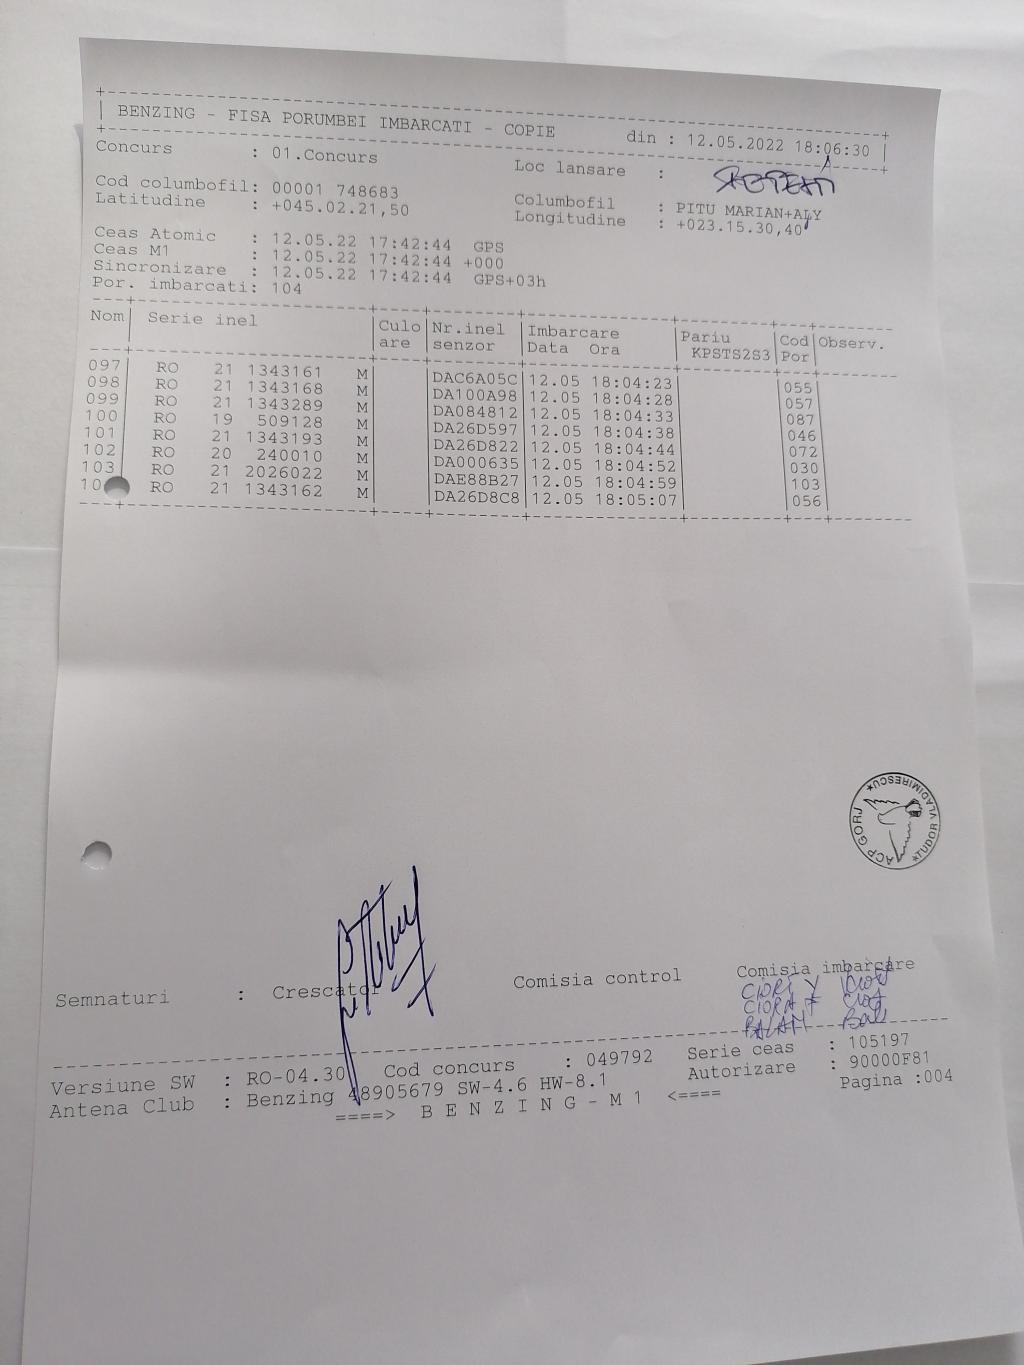 BENZING - FISA PORUMBEI IMBARCATI - COPIE din : 12.05.2022 18:06:30
Concurs : 01.Concurs Loc lansare :
Cod columbofil: 00001 748683 Columbofil : PITU MARIAN+ALY
Latitudine : +045.02.21,50 Longitudine : +023.15.30,40
Ceas Atomic : 12.05.22 17:42:44 GPS
Ceas M1 : 12.05.22 17:42:44 +000
Sincronizare : 12.05.22 17:42:44 GPS+03h
Por. imbarcati: 104
Nom Serie inel Culo Nr.inel Imbarcare Pariu Cod Observ.
are senzor Data Ora KPSTS2S3 Por
097 RO 21 1343161 M DAC6A05C 12.05 18:04:23 055
098 RO 21 1343168 M DA100A98 12.05 18:04:28 057
099 RO 21 1343289 M DA084812 12.05 18:04:33 087
100 RO 19 509128 M DA26D597 12.05 18:04:38 046
101 RO 21 1343193 M DA26D822 12.05 18:04:44 072
102 RO 20 240010 M DA000635 12.05 18:04:52 030
103 RO 21 2026022 M DAE88B27 12.05 18:04:59 103
10 RO 21 1343162 M DA26D8C8 12.05 18:05:07 056
ACP GORJ *TUDOR VLADIMIRESCU*
Semnaturi : Crescator Comisia control Comisia imbarcare
CIORA
BALAN
Versiune SW : RO-04.30 Cod concurs : 049792 Serie ceas : 105197
Antena Club : Benzing 48905679 SW-4.6 HW-8.1 Autorizare : 90000F81
====> B E N Z I N G - M 1 <==== Pagina :004